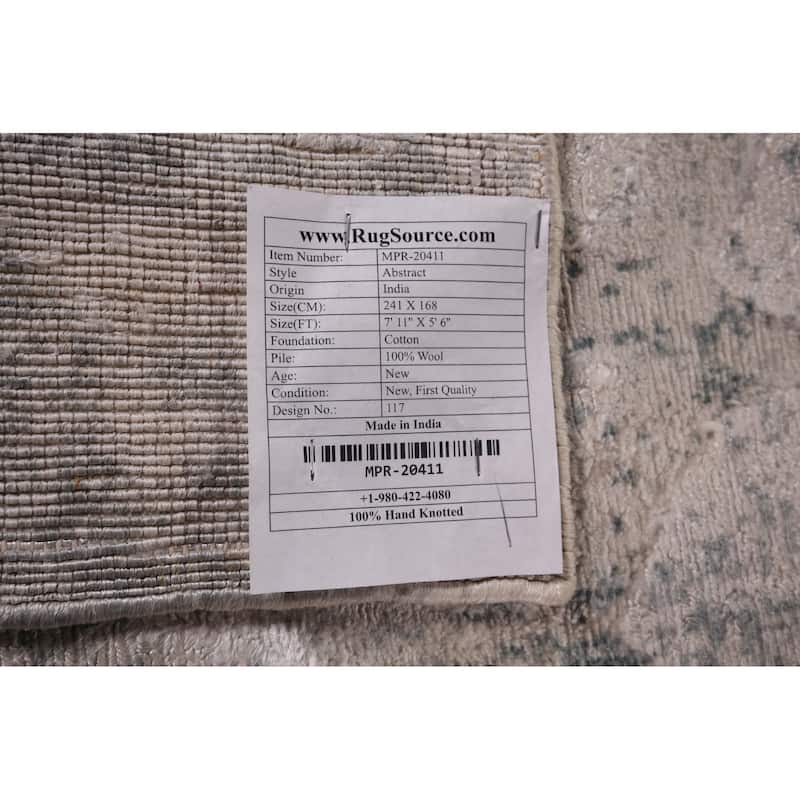 www.RugSource.com
Item Number: MPR-20411
Style Abstract
Origin India
Size(CM): 241 X 168
Size(FT): 7' 11" X 5' 6"
Foundation: Cotton
Pile: 100% Wool
Age: New
Condition: New, First Quality
Design No.: 117
Made in India
MPR-20411
+1-980-422-4080
100% Hand Knotted